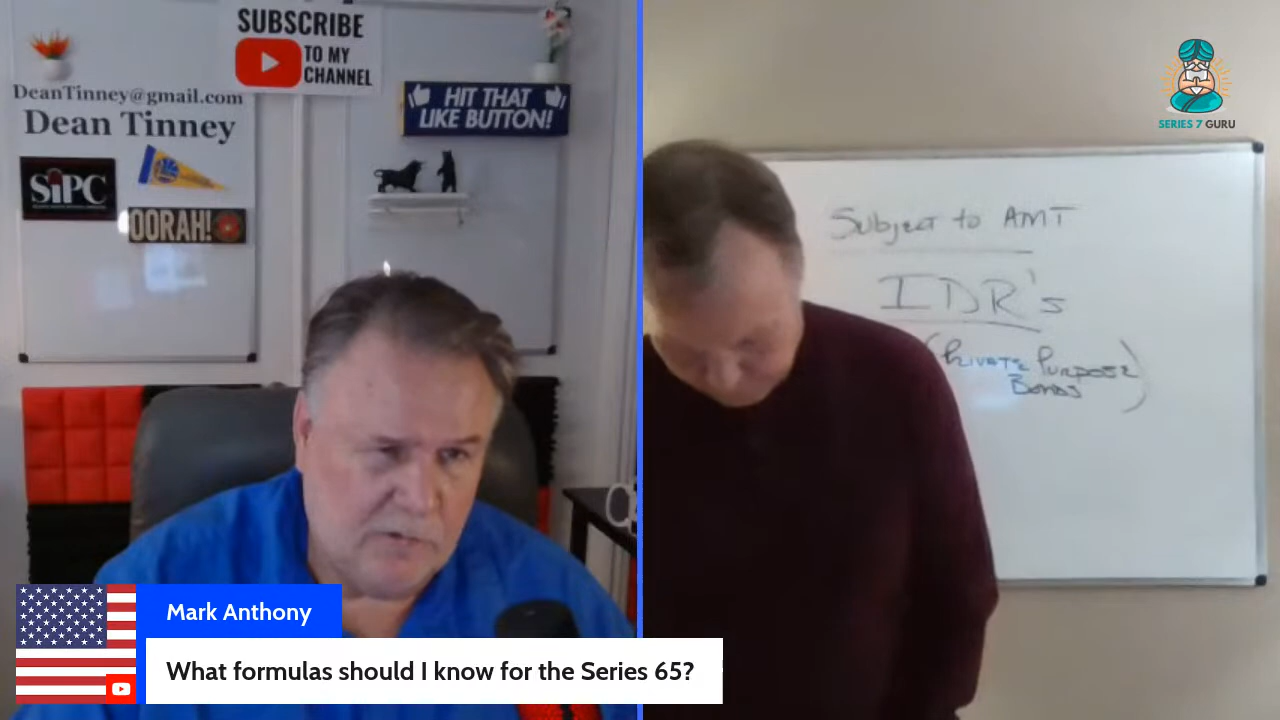 SUBSCRIBE
TO MY
CHANNEL
DeanTinney@gmail.com
Dean Tinney
HIT THAT
LIKE BUTTON!
SiPC
OORAH!
SERIES 7 GURU
Subject to AMT
IDR's
(Private Purpose
Bonds)
Mark Anthony
What formulas should I know for the Series 65?